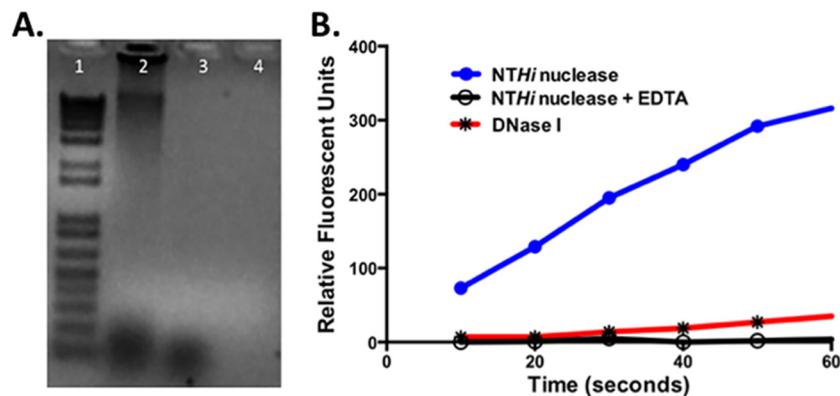 A.
1 2 3 4
B.
Relative Fluorescent Units
400
300
200
100
0
NTHi nuclease
NTHi nuclease + EDTA
DNase I
0 20 40 60
Time (seconds)